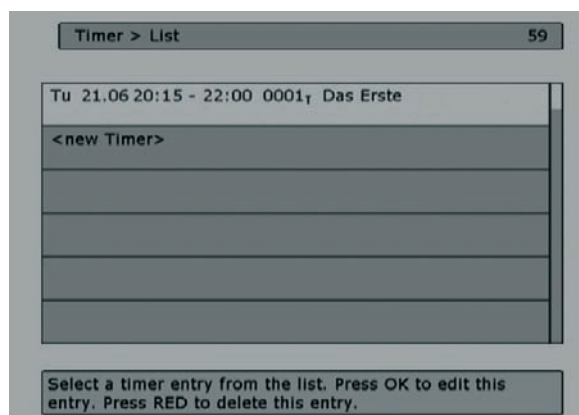 Timer > List 59
Tu 21.06 20:15 - 22:00 0001T Das Erste
<new Timer>
Select a timer entry from the list. Press OK to edit this
entry. Press RED to delete this entry.